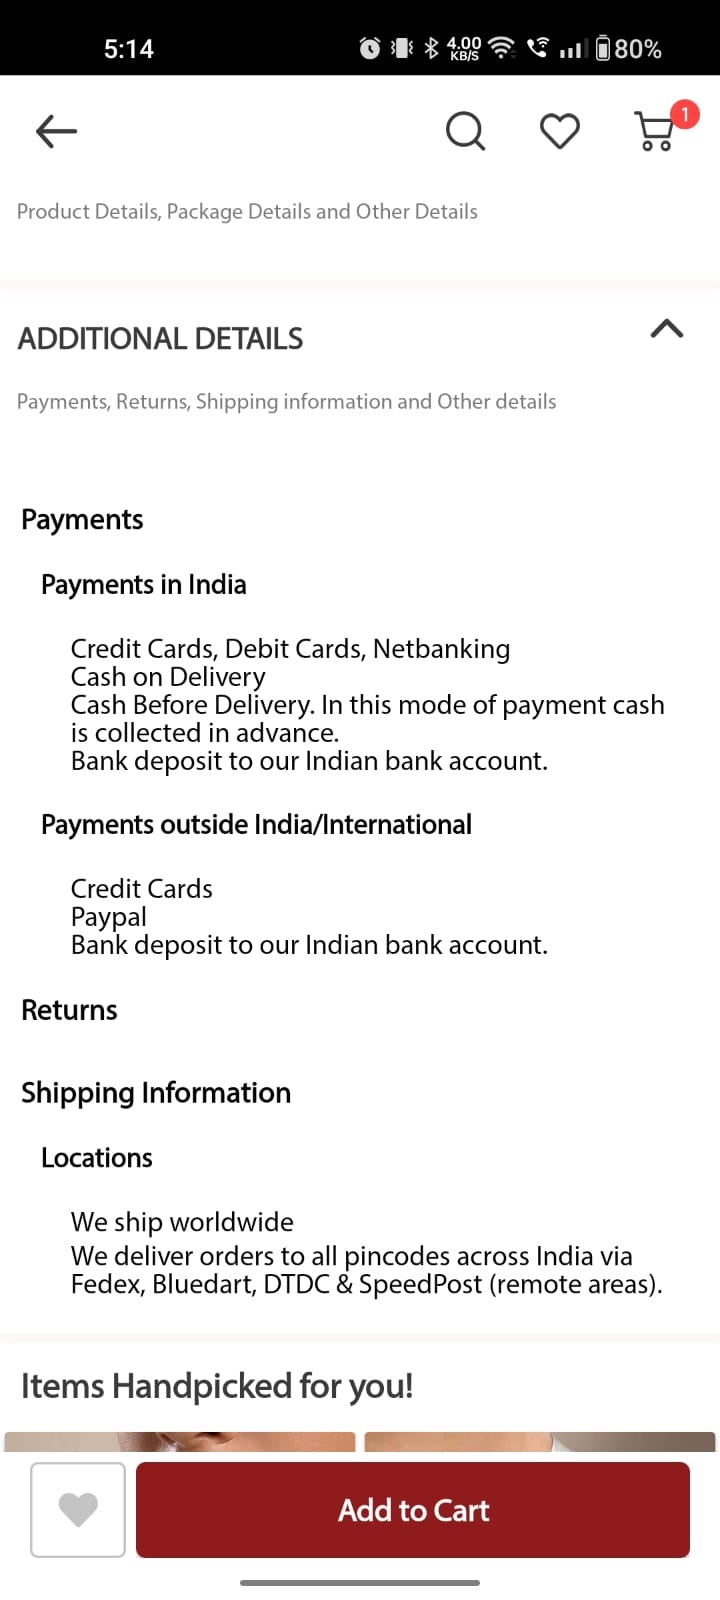 5:14
4.00
KB/S
80%
1
Product Details, Package Details and Other Details
ADDITIONAL DETAILS
Payments, Returns, Shipping information and Other details
Payments
Payments in India
Credit Cards, Debit Cards, Netbanking
Cash on Delivery
Cash Before Delivery. In this mode of payment cash
is collected in advance.
Bank deposit to our Indian bank account.
Payments outside India/International
Credit Cards
Paypal
Bank deposit to our Indian bank account.
Returns
Shipping Information
Locations
We ship worldwide
We deliver orders to all pincodes across India via
Fedex, Bluedart, DTDC & SpeedPost (remote areas).
Items Handpicked for you!
Add to Cart